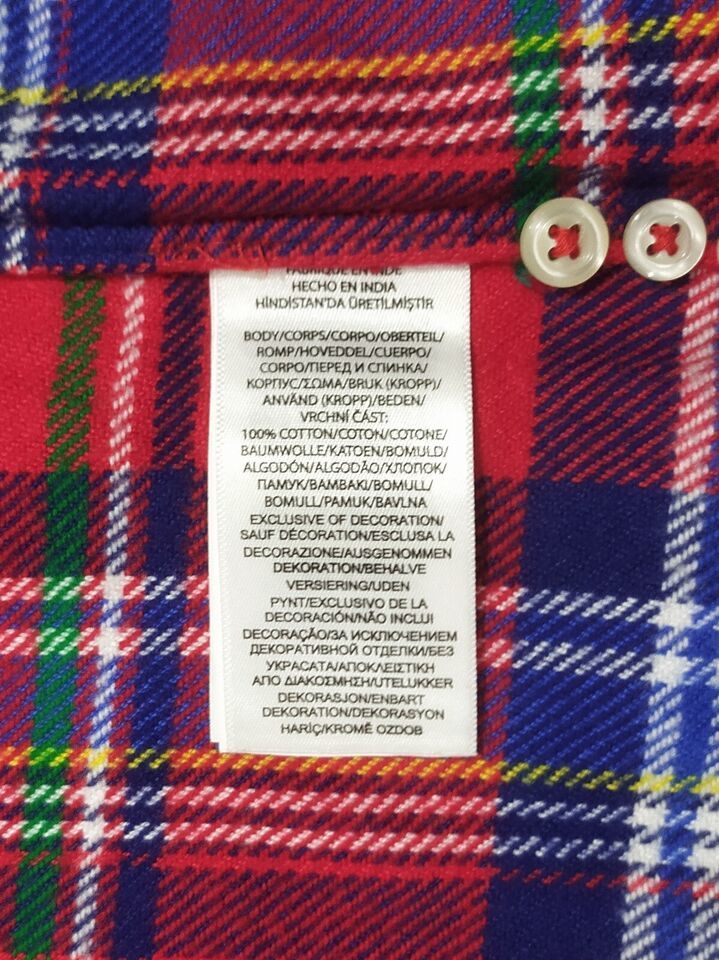 FABRIQUÉ EN INDE
HECHO EN INDIA
HİNDİSTAN'DA ÜRETİLMİŞTİR
BODY/CORPS/CORPO/OBERTEIL/
ROMP/HOVEDDEL/CUERPO/
CORPO/ПЕРЕД И СПИНКА/
КОРПУС/ΣΩΜΑ/BRUK (KROPP)/
ANVÄND (KROPP)/BEDEN/
VRCHNÍ ČÁST:
100% COTTON/COTON/COTONE/
BAUMWOLLE/KATOEN/BOMULD/
ALGODÓN/ALGODÃO/ХЛОПОК/
ПАМУК/ΒΑΜΒΑΚΙ/BOMULL/
BOMULL/PAMUK/BAVLNA
EXCLUSIVE OF DECORATION/
SAUF DÉCORATION/ESCLUSA LA
DECORAZIONE/AUSGENOMMEN
DEKORATION/BEHALVE
VERSIERING/UDEN
PYNT/EXCLUSIVO DE LA
DECORACIÓN/NÃO INCLUI
DECORAÇÃO/ЗА ИСКЛЮЧЕНИЕМ
ДЕКОРАТИВНОЙ ОТДЕЛКИ/БЕЗ
УКРАСАТА/ΑΠΟΚΛΕΙΣΤΙΚΗ
ΑΠΟ ΔΙΑΚΟΣΜΗΣΗ/UTELUKKER
DEKORASJON/ENBART
DEKORATION/DEKORASYON
HARİÇ/KROMĚ OZDOB